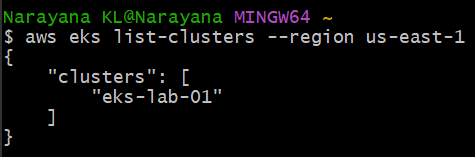 Narayana KL@Narayana MINGW64 ~
$ aws eks list-clusters --region us-east-1
{
    "clusters": [
        "eks-lab-01"
    ]
}